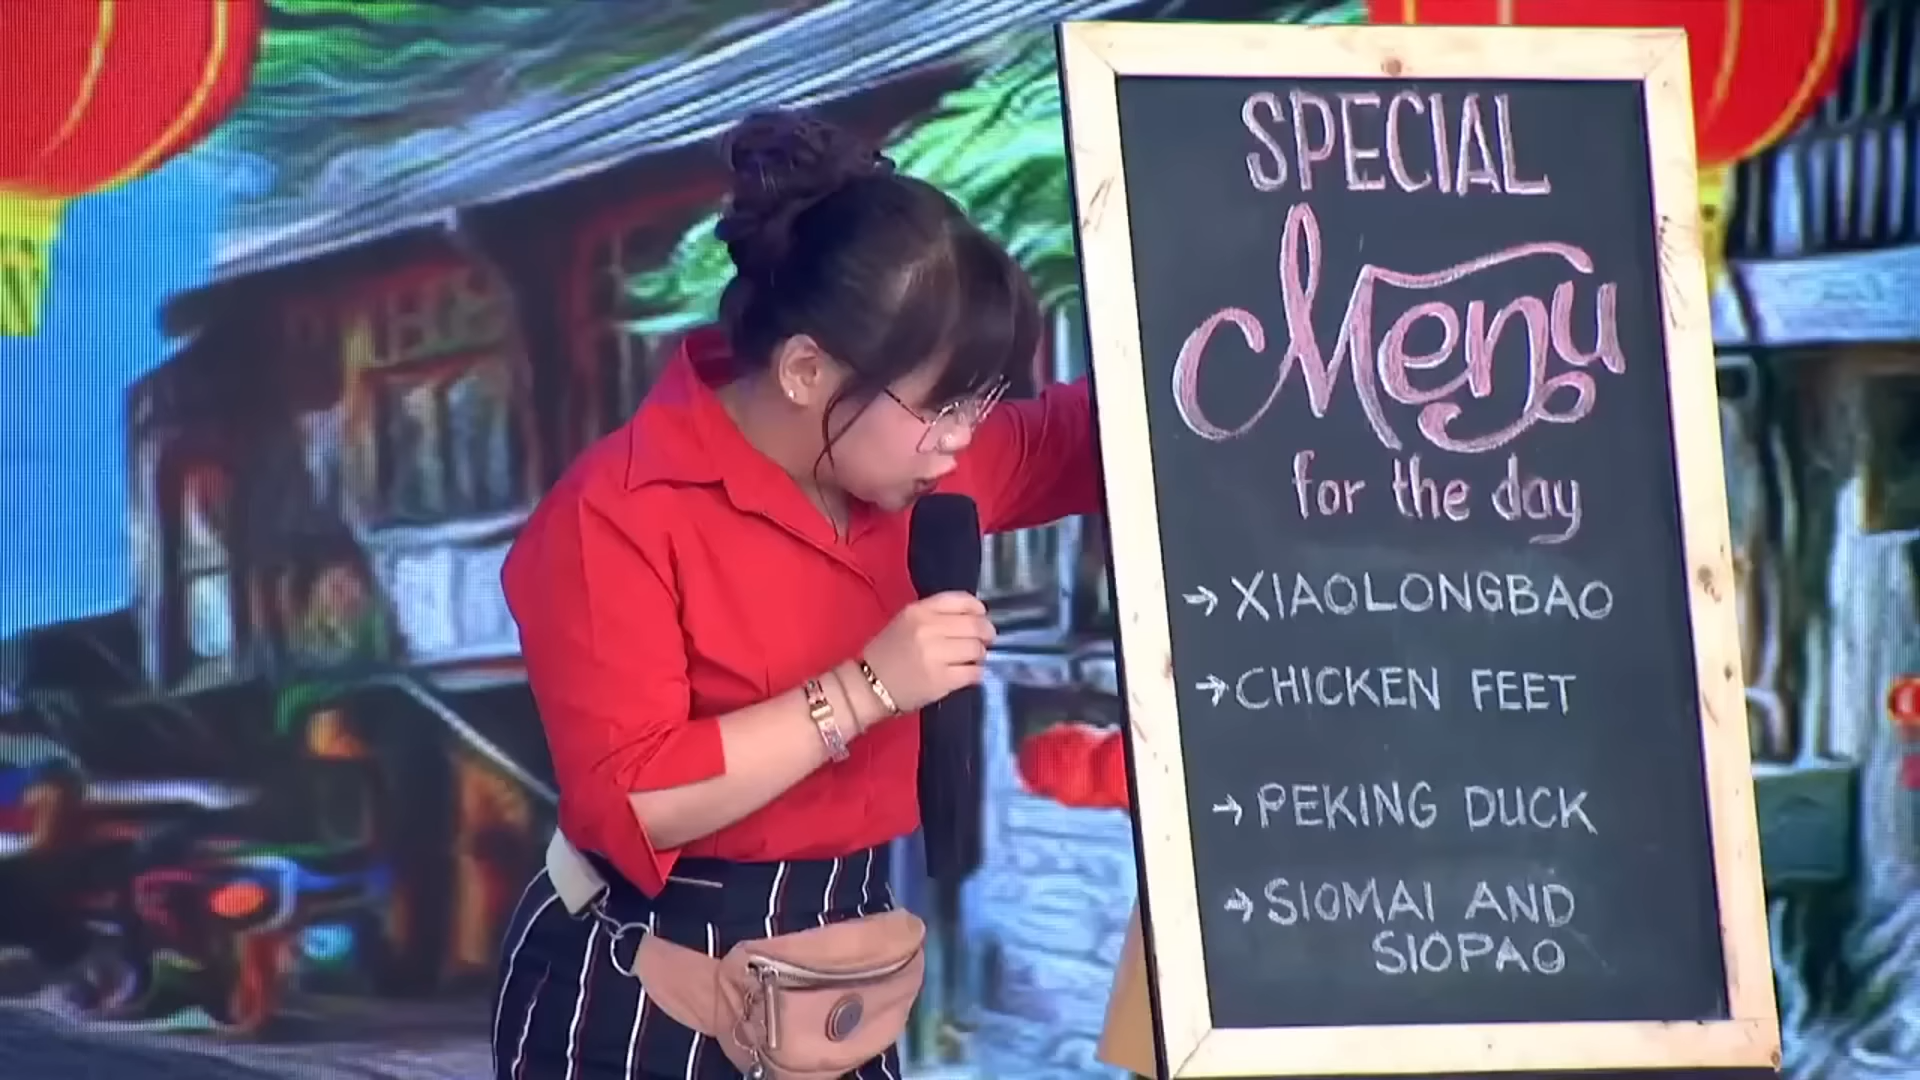 SPECIAL
Menu
for the day
→ XIAOLONGBAO
→ CHICKEN FEET
→ PEKING DUCK
→ SIOMAI AND
SIOPAO